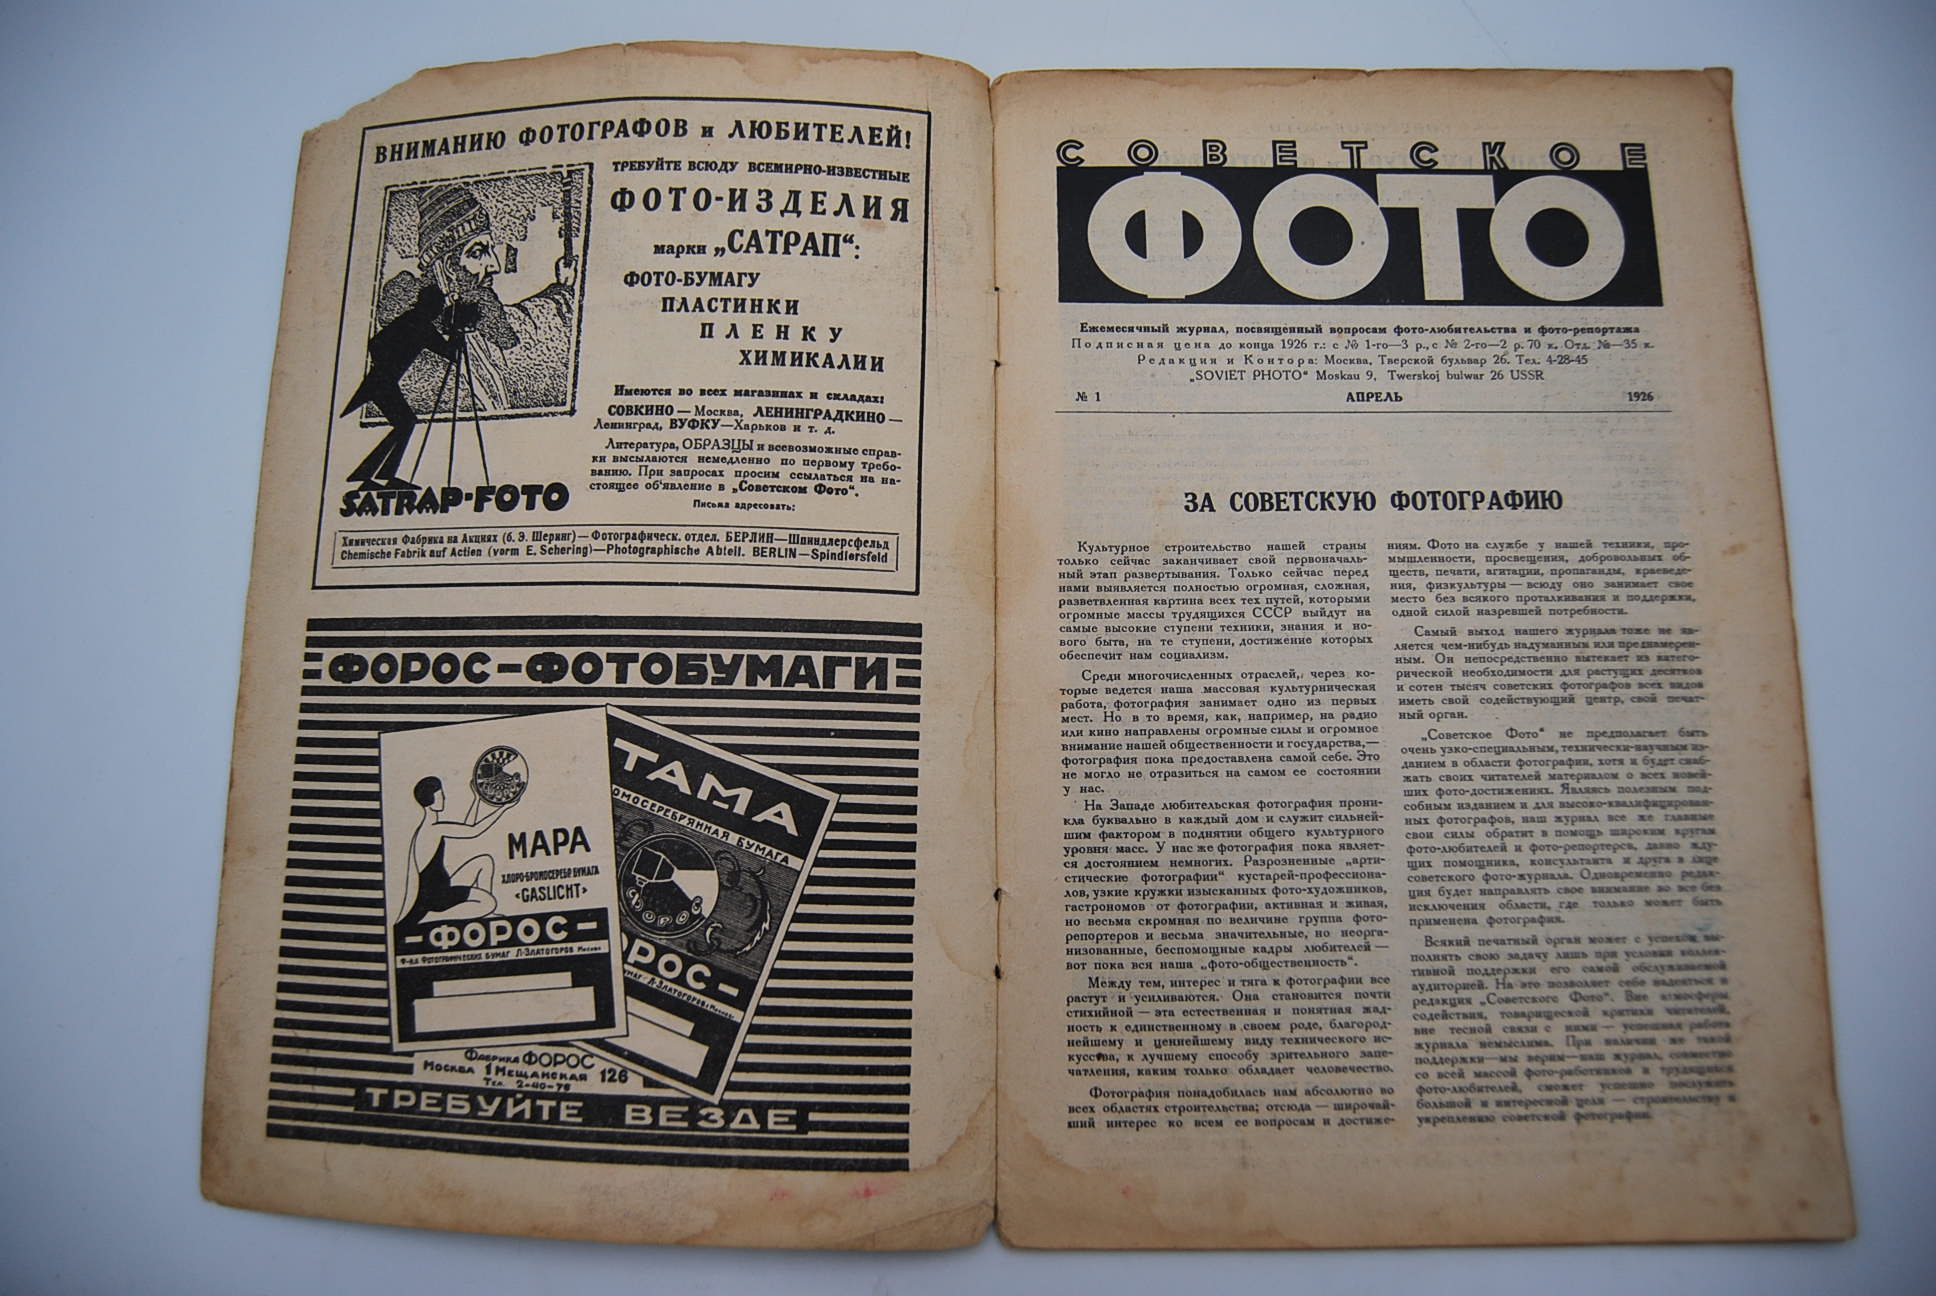 ВНИМАНИЮ ФОТОГРАФОВ и ЛЮБИТЕЛЕЙ!
ТРЕБУЙТЕ ВСЮДУ ВСЕМИРНО-ИЗВЕСТНЫЕ
ФОТО-ИЗДЕЛИЯ
марки „САТРАП“:
ФОТО-БУМАГУ
ПЛАСТИНКИ
ПЛЕНКУ
ХИМИКАЛИИ
Имеются во всех магазинах и складах:
СОВКИНО — Москва, ЛЕНИНГРАДКИНО —
Ленинград, ВУФКУ—Харьков и т. д.
Литература, ОБРАЗЦЫ и всевозможные справ-
ки высылаются немедленно по первому требо-
ванию. При запросах просим ссылаться на на-
стоящее об'явление в „Советском Фото“.
Письма адресовать:
SATRAP-FOTO
Химическая Фабрика на Акциях (б. Э. Шеринг)—Фотографическ. отдел. БЕРЛИН—Шпиндлерсфельд
Chemische Fabrik auf Actien (vorm E. Schering)—Photographische Abteil. BERLIN—Spindlersfeld
ФОРОС-ФОТОБУМАГИ
ТАМА
ОМОСЕРЕБРЯННАЯ БУМАГА
ФОРОС
МАРА
ХЛОРО-БРОМОСЕРЕБР БУМАГА
«GASLICHT»
-ФОРОС-
Ф-КА ФОТОГРАФИЧЕСКИХ БУМАГ Л·ЗЛАТОГОРОВ Москва
РОС-
БУМАГ Л·ЗЛАТОГОРОВ Москва
Фабрика ФОРОС
Москва 1 Мещанская 126
Тел. 2-40-76
ТРЕБУЙТЕ ВЕЗДЕ
СОВЕТСКОЕ
ФОТО
Ежемесячный журнал, посвященный вопросам фото-любительства и фото-репортажа
Подписная цена до конца 1926 г.: с № 1-го—3 р., с № 2-го—2 р. 70 к. Отд. №—35 к.
Редакция и Контора: Москва, Тверской бульвар 26. Тел. 4-28-45
„SOVIET PHOTO“ Moskau 9, Twerskoj bulwar 26 USSR
№ 1 АПРЕЛЬ 1926
ЗА СОВЕТСКУЮ ФОТОГРАФИЮ
Культурное строительство нашей страны
только сейчас заканчивает свой первоначаль-
ный этап развертывания. Только сейчас перед
нами выявляется полностью огромная, сложная,
разветвленная картина всех тех путей, которыми
огромные массы трудящихся СССР выйдут на
самые высокие ступени техники, знания и но-
вого быта, на те ступени, достижение которых
обеспечит нам социализм.
Среди многочисленных отраслей, через ко-
торые ведется наша массовая культурническая
работа, фотография занимает одно из первых
мест. Но в то время, как, например, на радио
или кино направлены огромные силы и огромное
внимание нашей общественности и государства,—
фотография пока предоставлена самой себе. Это
не могло не отразиться на самом ее состоянии
у нас.
На Западе любительская фотография прони-
кла буквально в каждый дом и служит сильней-
шим фактором в поднятии общего культурного
уровня масс. У нас же фотография пока являет-
ся достоянием немногих. Разрозненные „арти-
стические фотографии“ кустарей-профессиона-
лов, узкие кружки изысканных фото-художников,
гастрономов от фотографии, активная и живая,
но весьма скромная по величине группа фото-
репортеров и весьма значительные, но неорга-
низованные, беспомощные кадры любителей —
вот пока вся наша „фото-общественность“.
Между тем, интерес и тяга к фотографии все
растут и усиливаются. Она становится почти
стихийной — эта естественная и понятная жад-
ность к единственному в своем роде, благород-
нейшему и ценнейшему виду технического ис-
кусства, к лучшему способу зрительного запе-
чатления, каким только обладает человечество.
Фотография понадобилась нам абсолютно во
всех областях строительства; отсюда — широчай-
ший интерес ко всем ее вопросам и достиже-
ниям. Фото на службе у нашей техники, про-
мышленности, просвещения, добровольных об-
ществ, печати, агитации, пропаганды, краеведе-
ния, физкультуры — всюду оно занимает свое
место без всякого проталкивания и поддержки,
одной силой назревшей потребности.
Самый выход нашего журнала тоже не яв-
ляется чем-нибудь надуманным или преднамерен-
ным. Он непосредственно вытекает из катего-
рической необходимости для растущих десятков
и сотен тысяч советских фотографов всех видов
иметь свой содействующий центр, свой печат-
ный орган.
„Советское Фото“ не предполагает быть
очень узко-специальным, технически-научным из-
данием в области фотографии, хотя и будет снаб-
жать своих читателей материалом о всех новей-
ших фото-достижениях. Являясь полезным под-
собным изданием и для высоко-квалифицирован-
ных фотографов, наш журнал все же главные
свои силы обратит в помощь широким кругам
фото-любителей и фото-репортеров, давно жду-
щих помощника, консультанта и друга в лице
советского фото-журнала. Одновременно редак-
ция будет направлять свое внимание во все без
исключения области, где только может быть
применена фотография.
Всякий печатный орган может с успехом вы-
полнять свою задачу лишь при условии коллек-
тивной поддержки его самой обслуживаемой
аудиторией. На это позволяет себе надеяться и
редакция „Советского Фото“. Вне атмосферы
содействия, товарищеской критики читателей,
вне тесной связи с ними — успешная работа
журнала немыслима. При наличии же такой
поддержки—мы верим—наш журнал, совместно
со всей массой фото-работников и трудящихся
фото-любителей, сможет успешно послужить
большой и интересной цели — строительству и
укреплению советской фотографии.